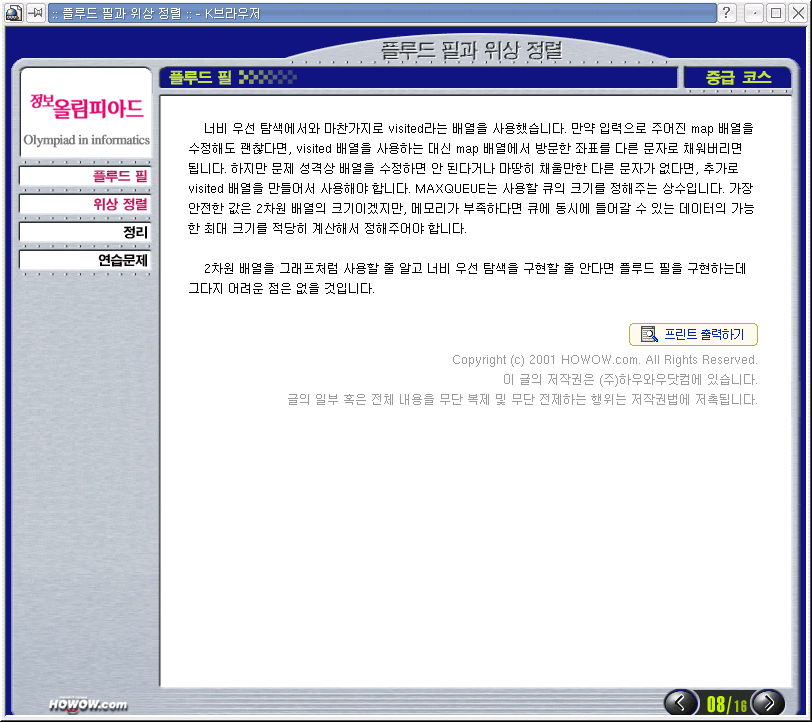 :: 플루드 필과 위상 정렬 :: - K브라우저
플루드 필과 위상 정렬
플루드 필
중급 코스
정보올림피아드
Olympiad in informatics
플루드 필
위상 정렬
정리
연습문제
너비 우선 탐색에서와 마찬가지로 visited라는 배열을 사용했습니다. 만약 입력으로 주어진 map 배열을
수정해도 괜찮다면, visited 배열을 사용하는 대신 map 배열에서 방문한 좌표를 다른 문자로 채워버리면
됩니다. 하지만 문제 성격상 배열을 수정하면 안 된다거나 마땅히 채울만한 다른 문자가 없다면, 추가로
visited 배열을 만들어서 사용해야 합니다. MAXQUEUE는 사용할 큐의 크기를 정해주는 상수입니다. 가장
안전한 값은 2차원 배열의 크기이겠지만, 메모리가 부족하다면 큐에 동시에 들어갈 수 있는 데이터의 가능
한 최대 크기를 적당히 계산해서 정해주어야 합니다.
2차원 배열을 그래프처럼 사용할 줄 알고 너비 우선 탐색을 구현할 줄 안다면 플루드 필을 구현하는데
그다지 어려운 점은 없을 것입니다.
프린트 출력하기
Copyright (c) 2001 HOWOW.com. All Rights Reserved.
이 글의 저작권은 (주)하우와우닷컴에 있습니다.
글의 일부 혹은 전체 내용을 무단 복제 및 무단 전제하는 행위는 저작권법에 저촉됩니다.
HOWOW.com
08/16